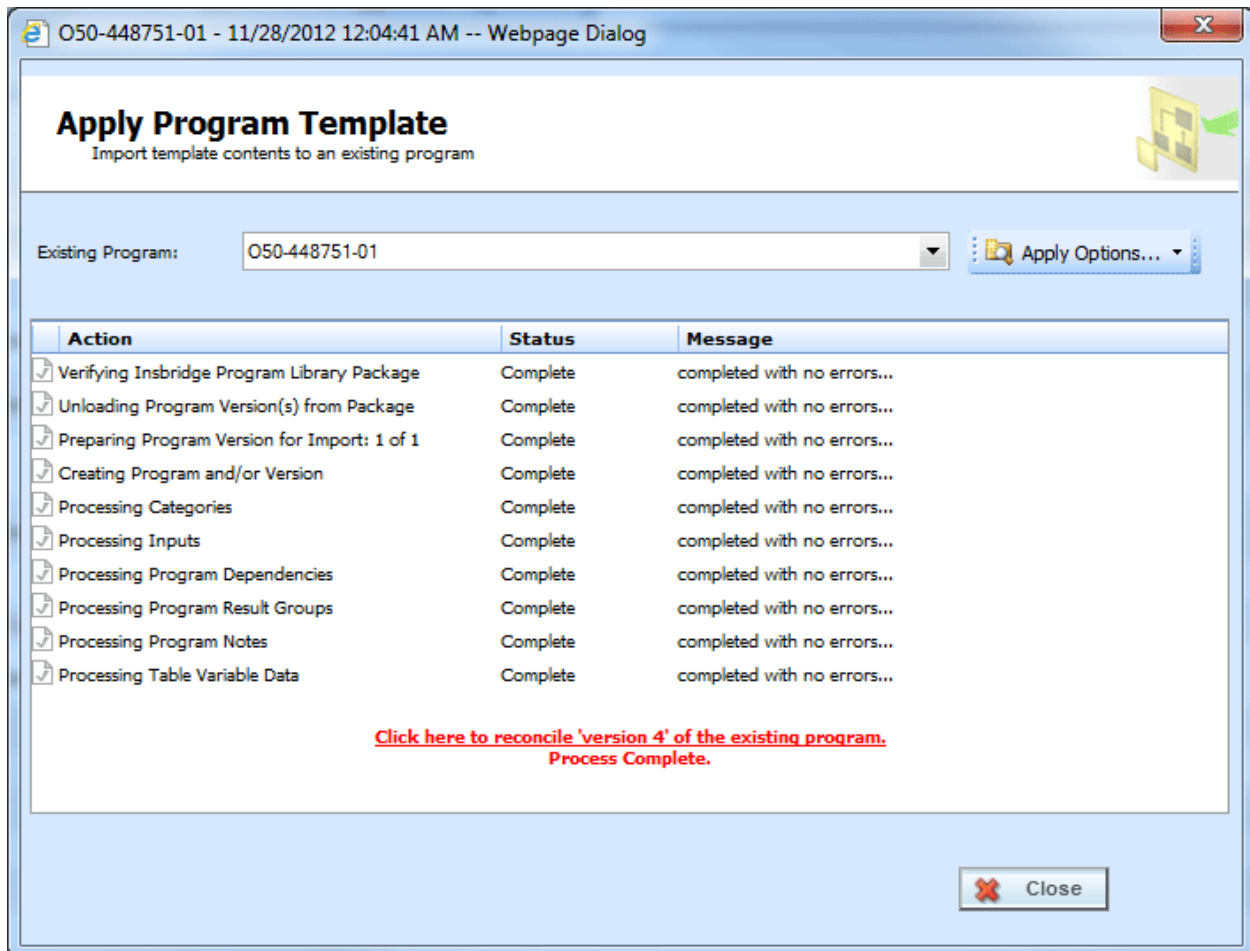 O50-448751-01 - 11/28/2012 12:04:41 AM -- Webpage Dialog
Apply Program Template
Import template contents to an existing program
Existing Program: O50-448751-01 Apply Options...
Action Status Message
Verifying Insbridge Program Library Package Complete completed with no errors...
Unloading Program Version(s) from Package Complete completed with no errors...
Preparing Program Version for Import: 1 of 1 Complete completed with no errors...
Creating Program and/or Version Complete completed with no errors...
Processing Categories Complete completed with no errors...
Processing Inputs Complete completed with no errors...
Processing Program Dependencies Complete completed with no errors...
Processing Program Result Groups Complete completed with no errors...
Processing Program Notes Complete completed with no errors...
Processing Table Variable Data Complete completed with no errors...
Click here to reconcile 'version 4' of the existing program.
Process Complete.
Close